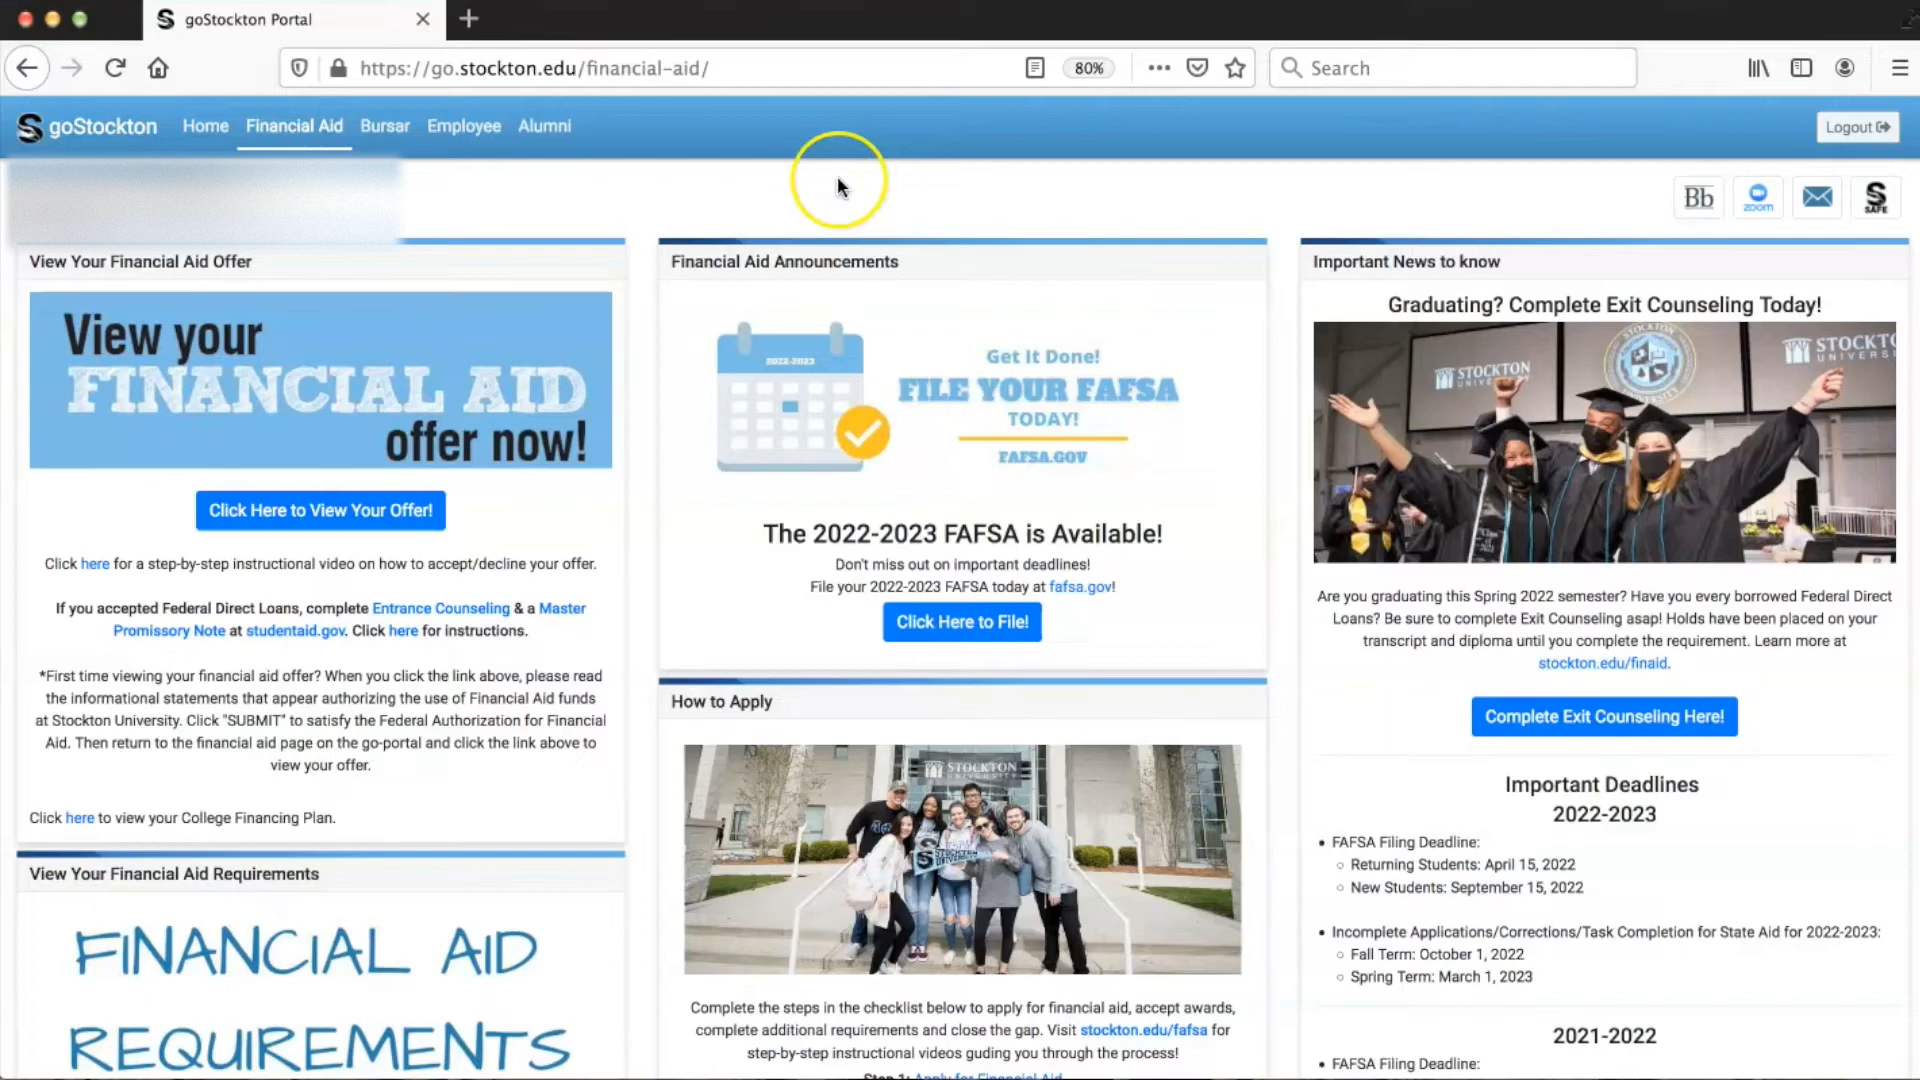 goStockton Portal
https://go.stockton.edu/financial-aid/
80%
Search
goStockton
Home
Financial Aid
Bursar
Employee
Alumni
Logout
Bb
zoom
S
SAFE
View Your Financial Aid Offer
View your
FINANCIAL AID
offer now!
Click Here to View Your Offer!
Click here for a step-by-step instructional video on how to accept/decline your offer.
If you accepted Federal Direct Loans, complete Entrance Counseling & a Master
Promissory Note at studentaid.gov. Click here for instructions.
*First time viewing your financial aid offer? When you click the link above, please read
the informational statements that appear authorizing the use of Financial Aid funds
at Stockton University. Click "SUBMIT" to satisfy the Federal Authorization for Financial
Aid. Then return to the financial aid page on the go-portal and click the link above to
view your offer.
Click here to view your College Financing Plan.
View Your Financial Aid Requirements
FINANCIAL AID
REQUIREMENTS
Financial Aid Announcements
2022-2023
Get It Done!
FILE YOUR FAFSA
TODAY!
FAFSA.GOV
The 2022-2023 FAFSA is Available!
Don't miss out on important deadlines!
File your 2022-2023 FAFSA today at fafsa.gov!
Click Here to File!
How to Apply
STOCKTON
UNIVERSITY
STOCKTON
UNIVERSITY
Complete the steps in the checklist below to apply for financial aid, accept awards,
complete additional requirements and close the gap. Visit stockton.edu/fafsa for
step-by-step instructional videos guding you through the process!
Step 1: Apply for Financial Aid
Important News to know
Graduating? Complete Exit Counseling Today!
STOCKTON
STOCKTON
UNIVERSITY
Are you graduating this Spring 2022 semester? Have you every borrowed Federal Direct
Loans? Be sure to complete Exit Counseling asap! Holds have been placed on your
transcript and diploma until you complete the requirement. Learn more at
stockton.edu/finaid.
Complete Exit Counseling Here!
Important Deadlines
2022-2023
• FAFSA Filing Deadline:
○ Returning Students: April 15, 2022
○ New Students: September 15, 2022
• Incomplete Applications/Corrections/Task Completion for State Aid for 2022-2023:
○ Fall Term: October 1, 2022
○ Spring Term: March 1, 2023
2021-2022
• FAFSA Filing Deadline: